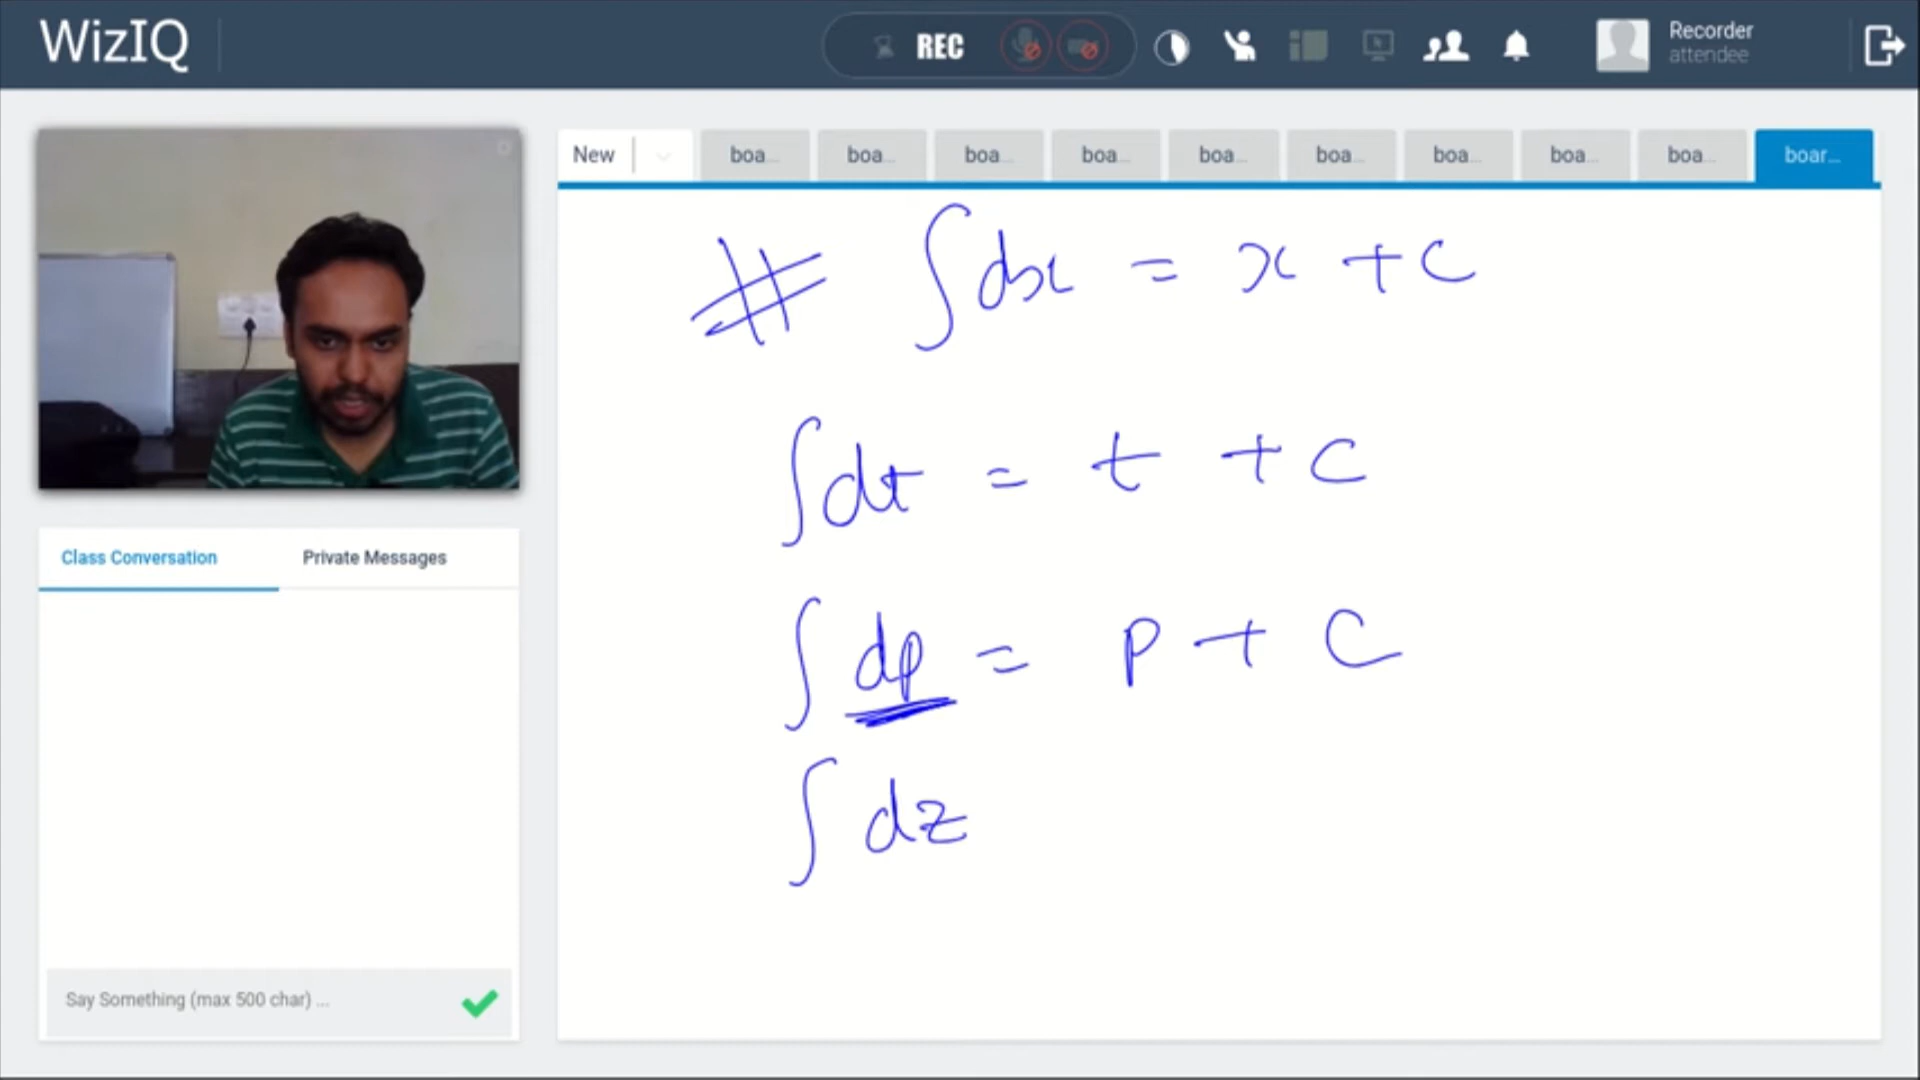 WizIQ
REC
Recorder
attendee
New
boa...
boa...
boa...
boa...
boa...
boa...
boa...
boa...
boa...
boar...
# ∫dx = x + c
∫dt = t + c
∫dp = p + c
∫dz
Class Conversation
Private Messages
Say Something (max 500 char) ...